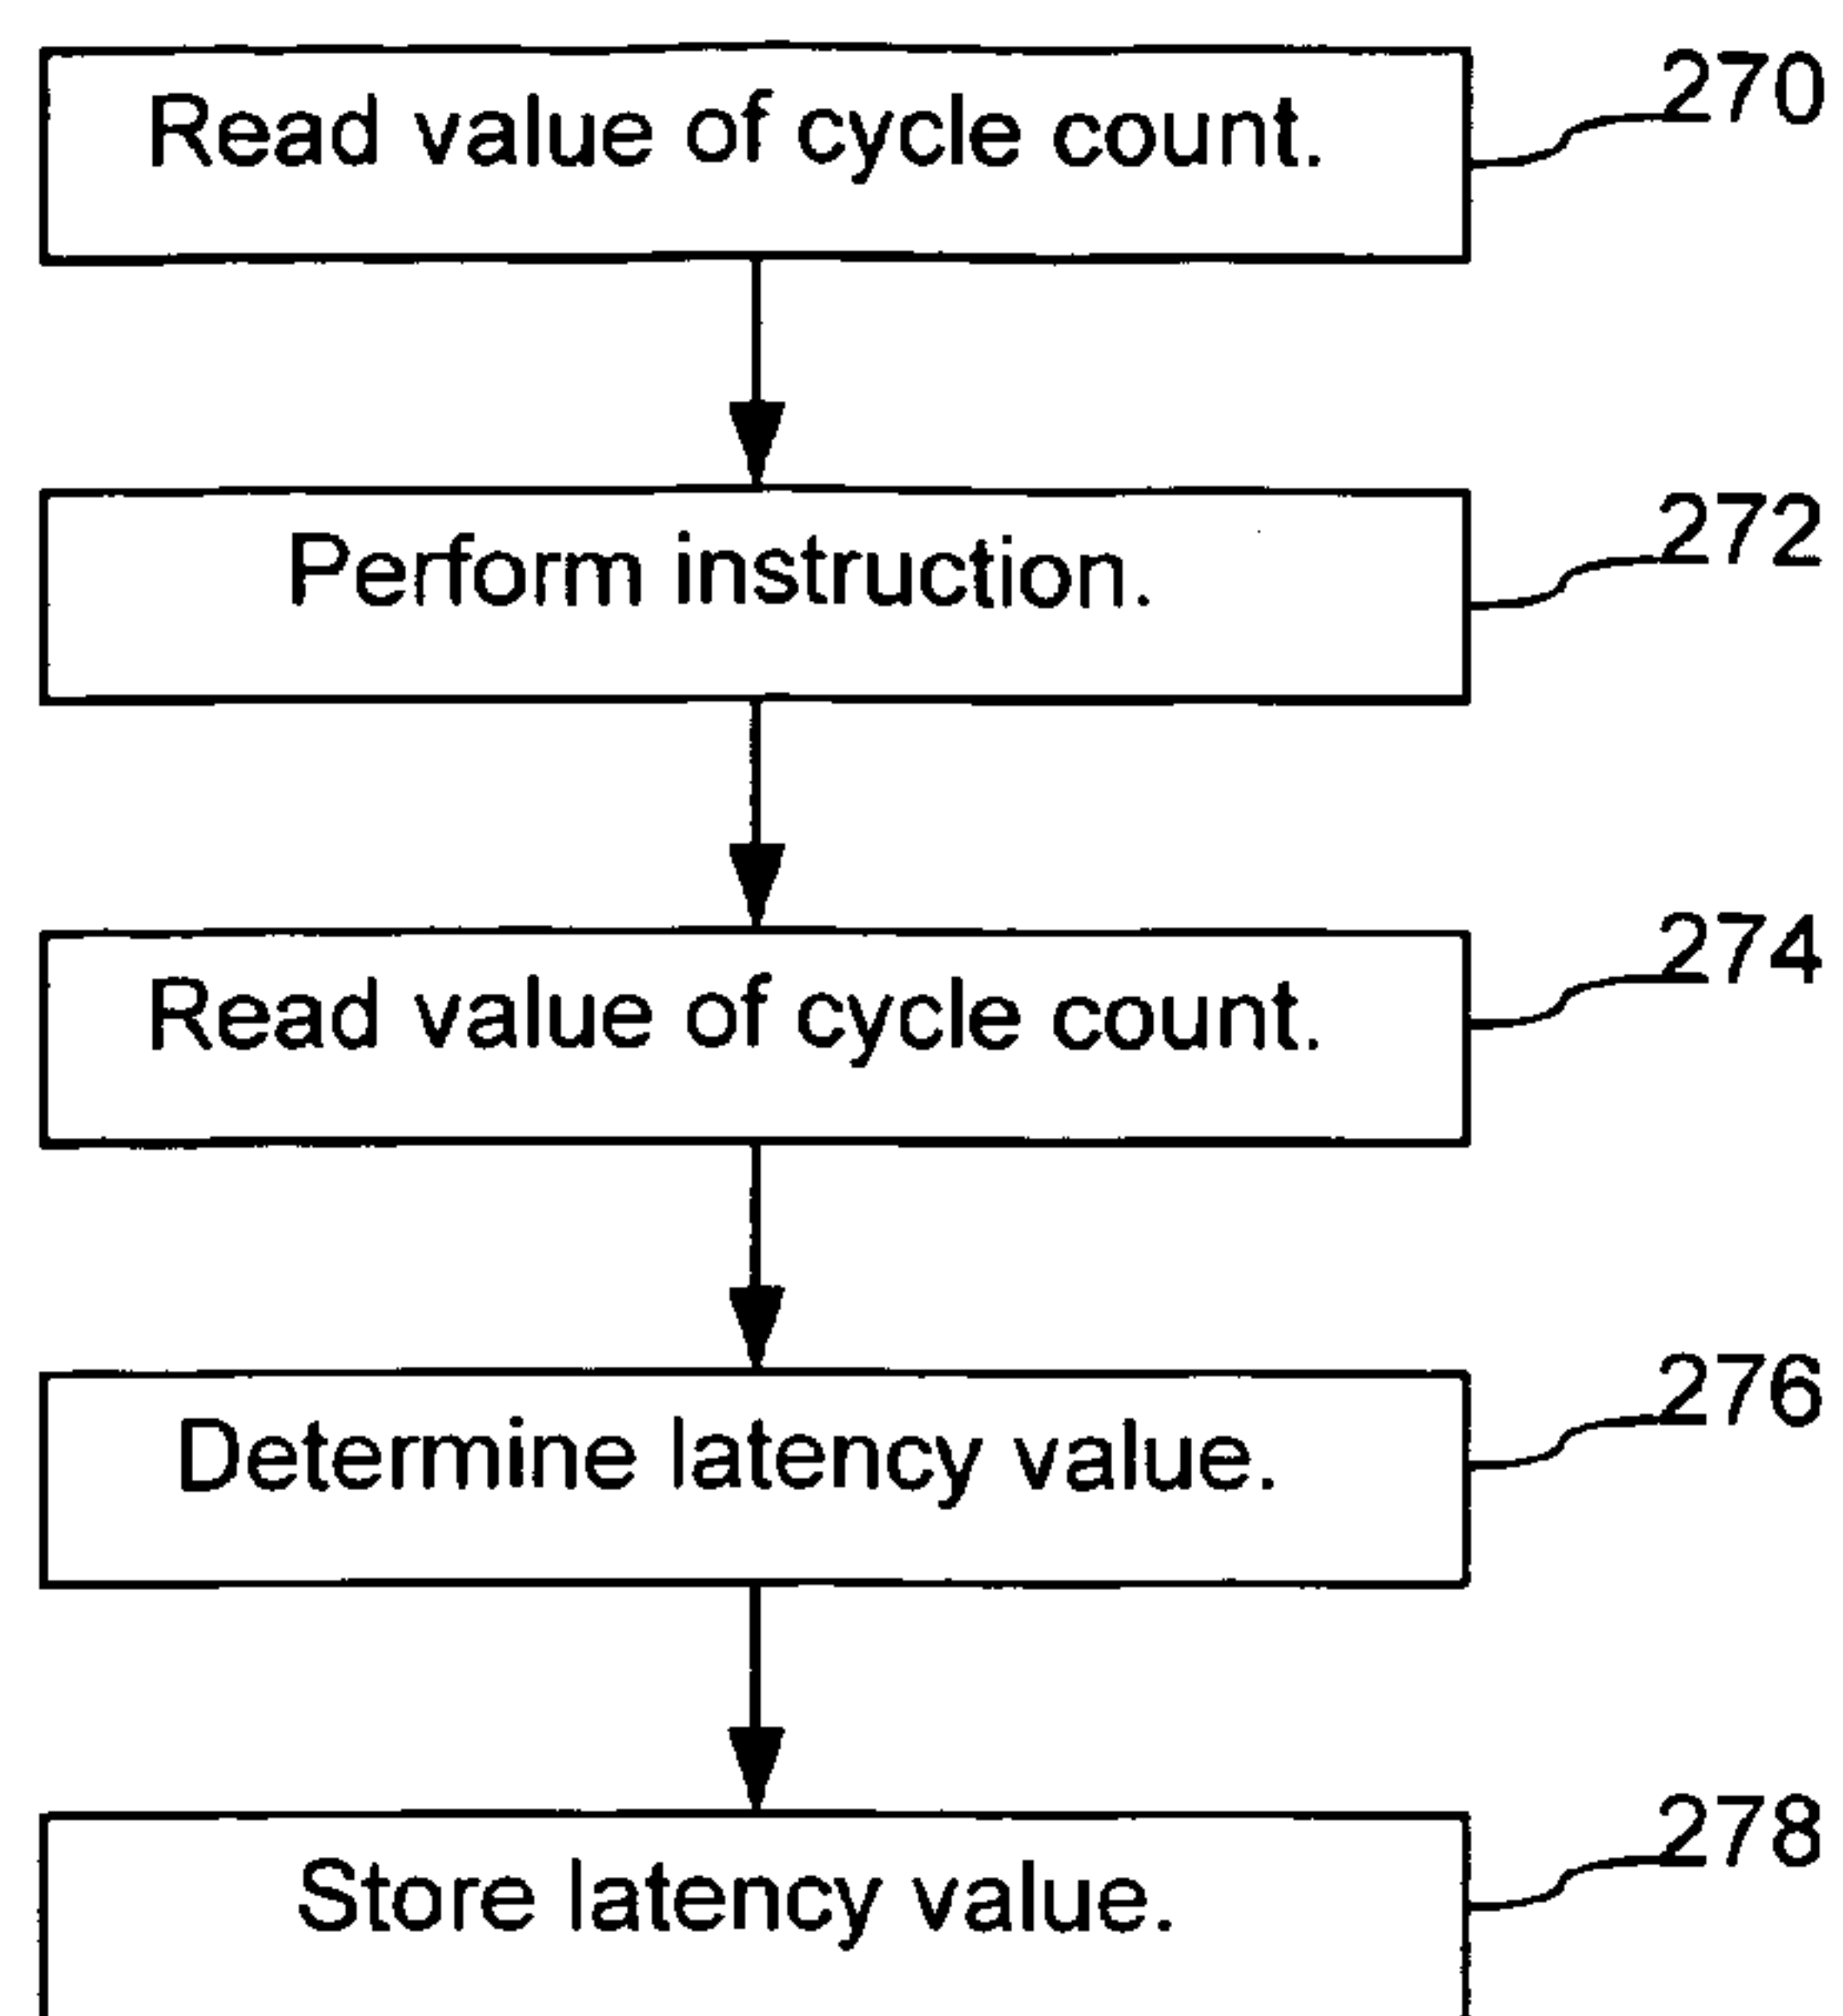 Read value of cycle count.
270
Perform instruction.
272
Read value of cycle count.
274
Determine latency value.
276
Store latency value.
278